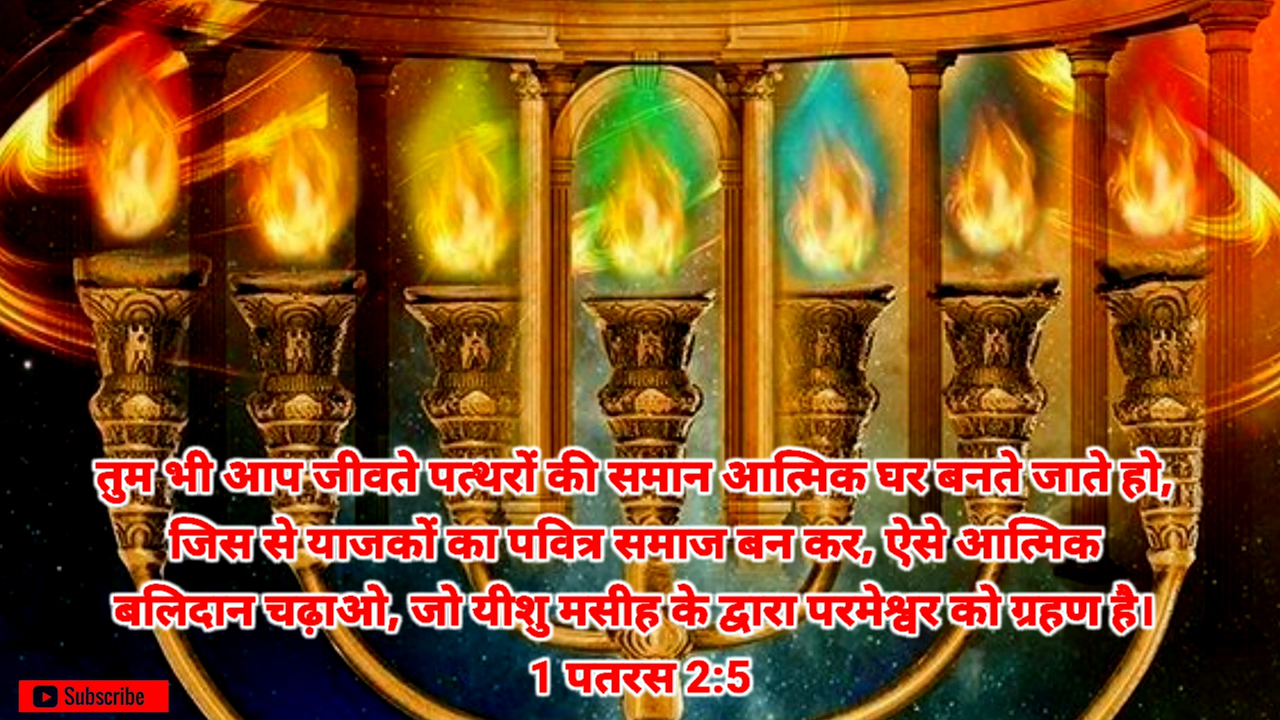 तुम भी आप जीवते पत्थरों की समान आत्मिक घर बनते जाते हो,
जिस से याजकों का पवित्र समाज बन कर, ऐसे आत्मिक
बलिदान चढ़ाओ, जो यीशु मसीह के द्वारा परमेश्वर को ग्रहण है।
1 पतरस 2:5
Subscribe